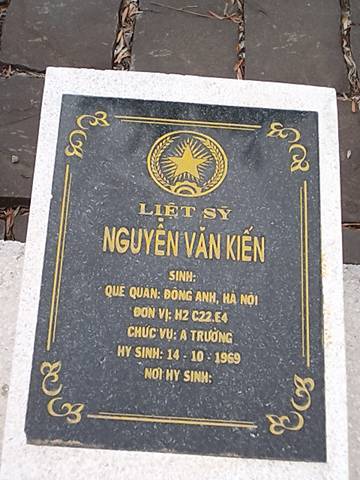 LIỆT SỸ
NGUYỄN VĂN KIẾN
SINH:
QUÊ QUÁN: ĐÔNG ANH, HÀ NỘI
ĐƠN VỊ: H2 C22.E4
CHỨC VỤ: A TRƯỞNG
HY SINH: 14 - 10 - 1969
NƠI HY SINH: